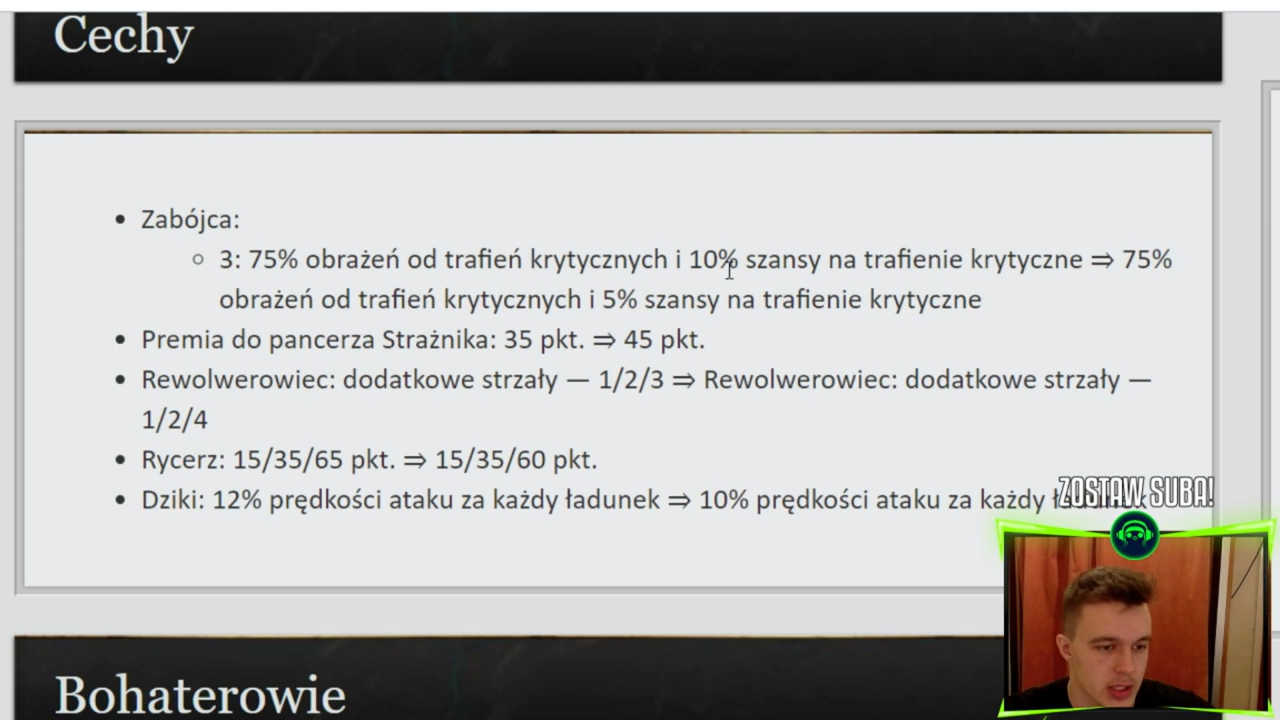 Cechy
Zabójca:
3: 75% obrażeń od trafień krytycznych i 10% szansy na trafienie krytyczne ⇒ 75%
obrażeń od trafień krytycznych i 5% szansy na trafienie krytyczne
Premia do pancerza Strażnika: 35 pkt. ⇒ 45 pkt.
Rewolwerowiec: dodatkowe strzały — 1/2/3 ⇒ Rewolwerowiec: dodatkowe strzały —
1/2/4
Rycerz: 15/35/65 pkt. ⇒ 15/35/60 pkt.
Dziki: 12% prędkości ataku za każdy ładunek ⇒ 10% prędkości ataku za każdy
ZOSTAW SUBA!
Bohaterowie